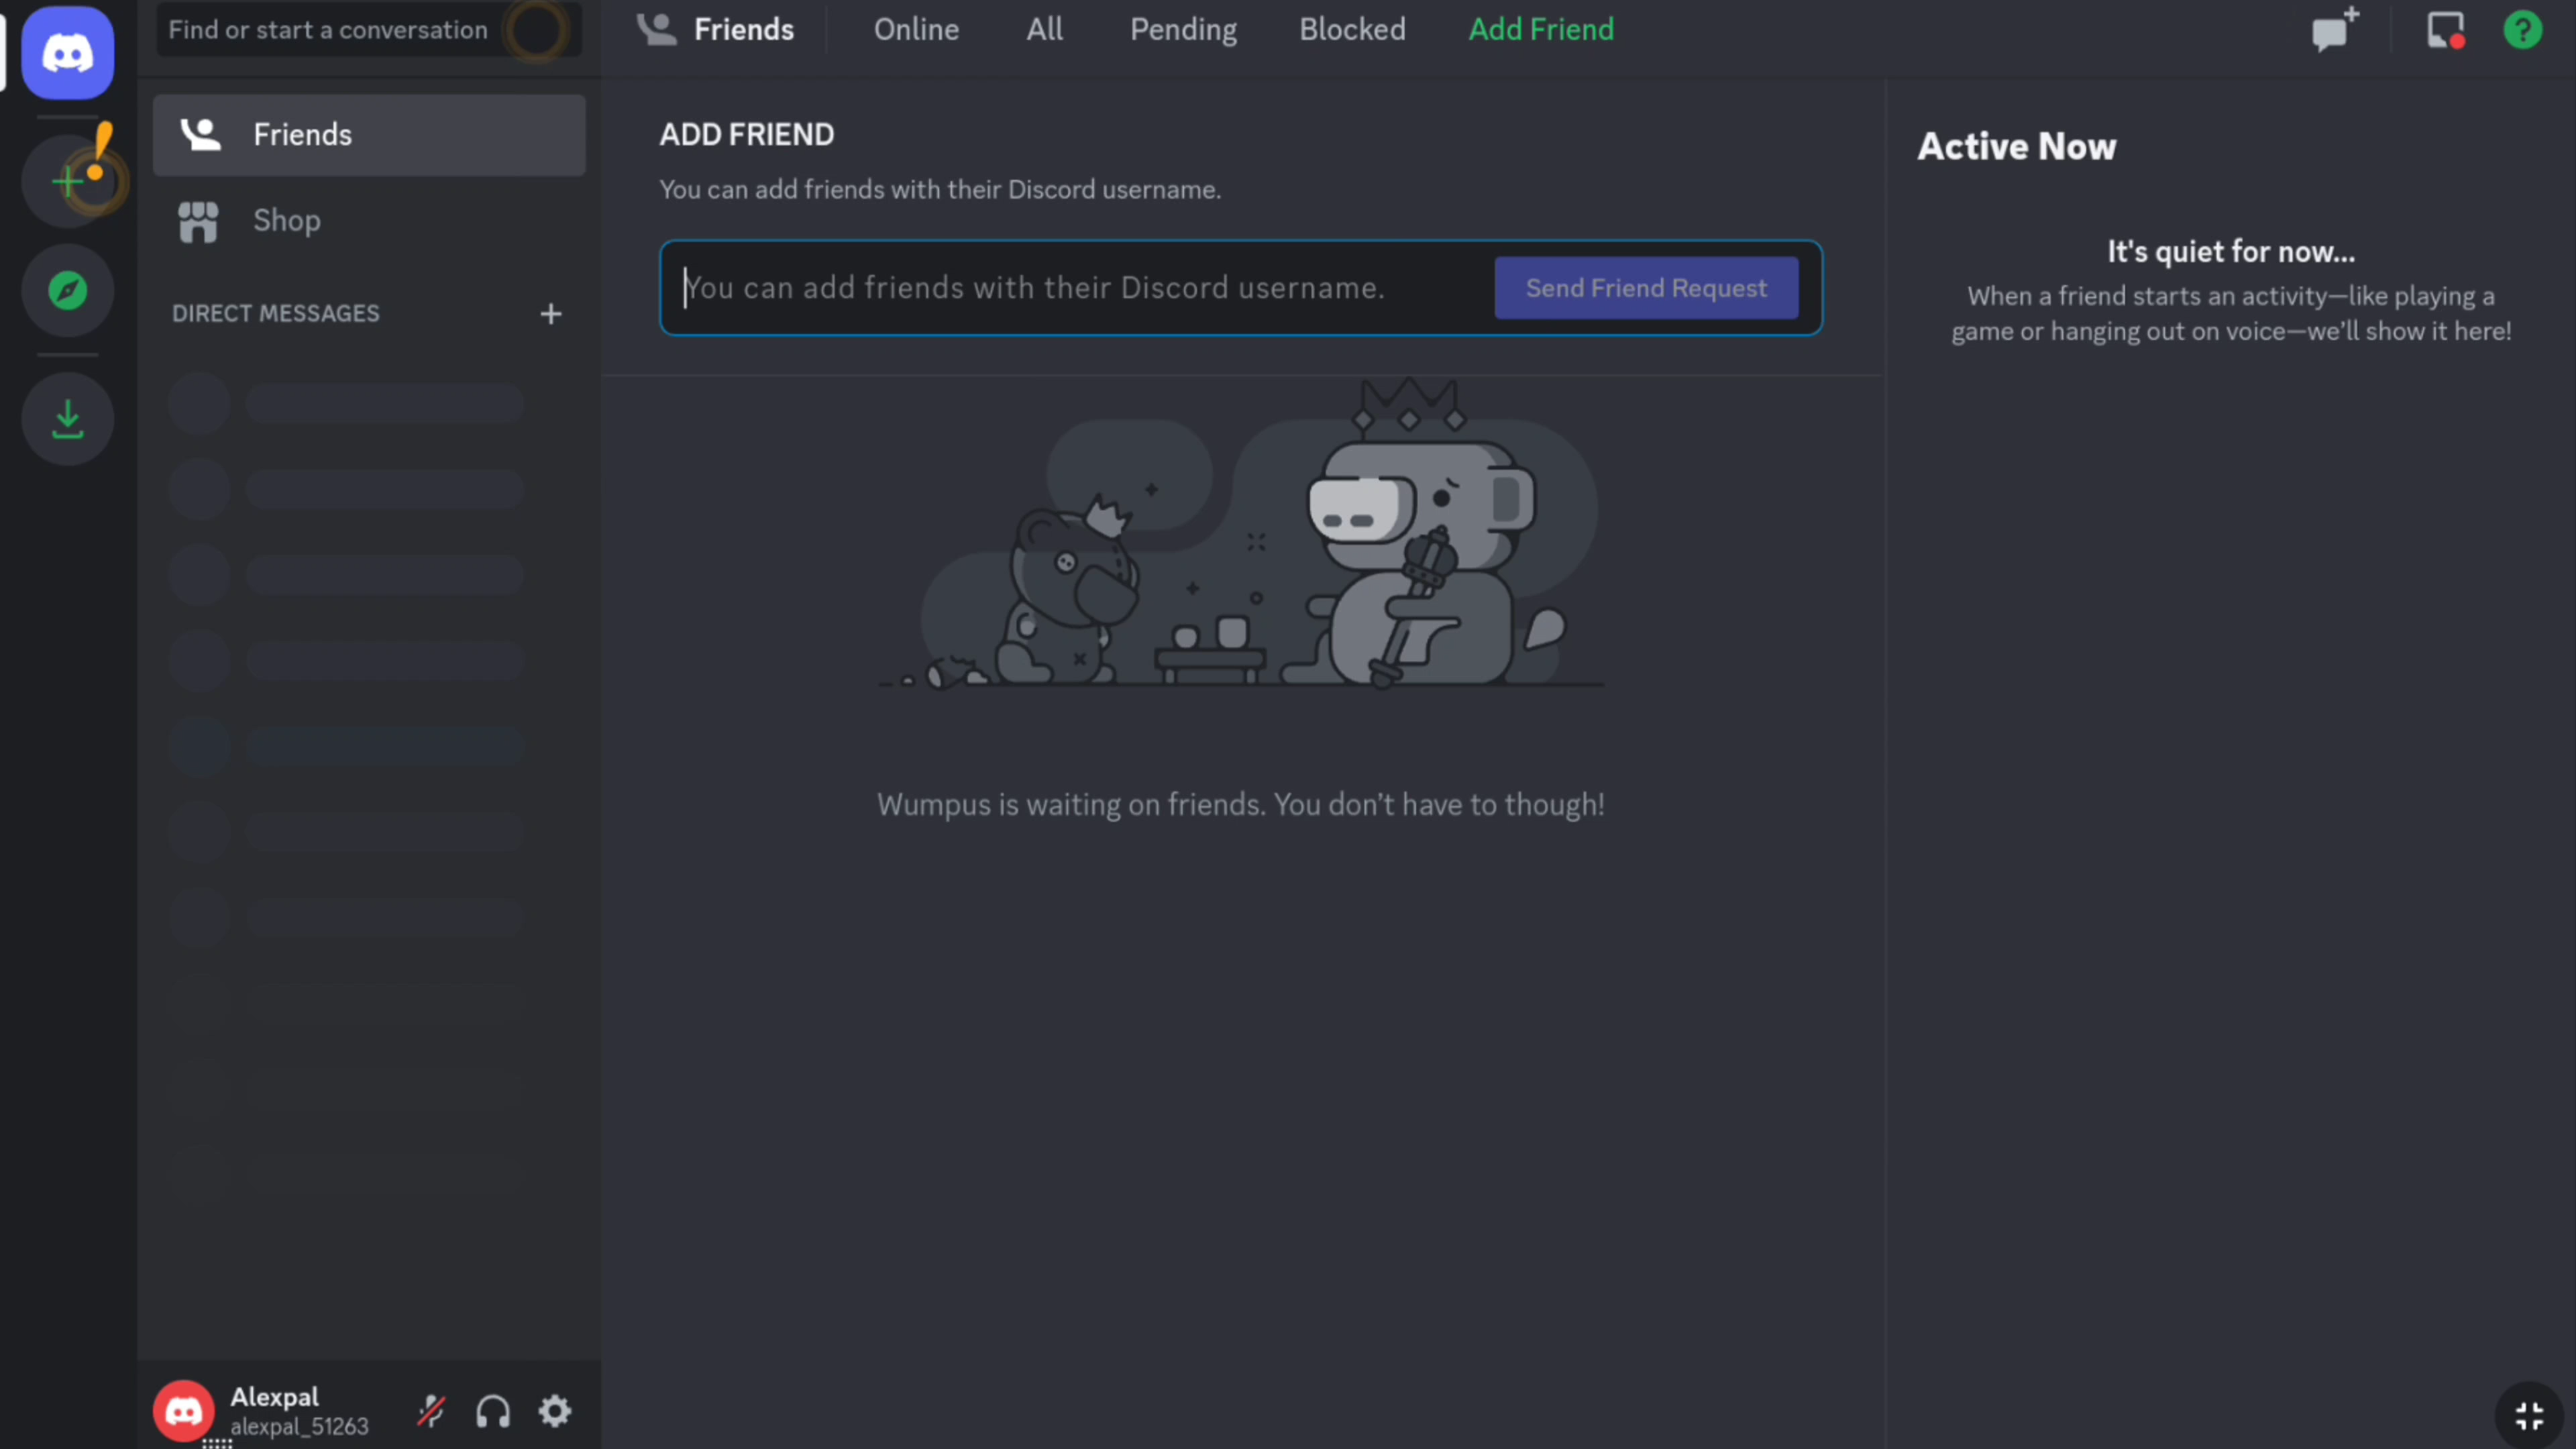 Find or start a conversation
Friends
Online
All
Pending
Blocked
Add Friend
Friends
Shop
DIRECT MESSAGES
ADD FRIEND
You can add friends with their Discord username.
You can add friends with their Discord username.
Send Friend Request
Wumpus is waiting on friends. You don't have to though!
Active Now
It's quiet for now...
When a friend starts an activity—like playing a
game or hanging out on voice—we'll show it here!
Alexpal
alexpal_51263